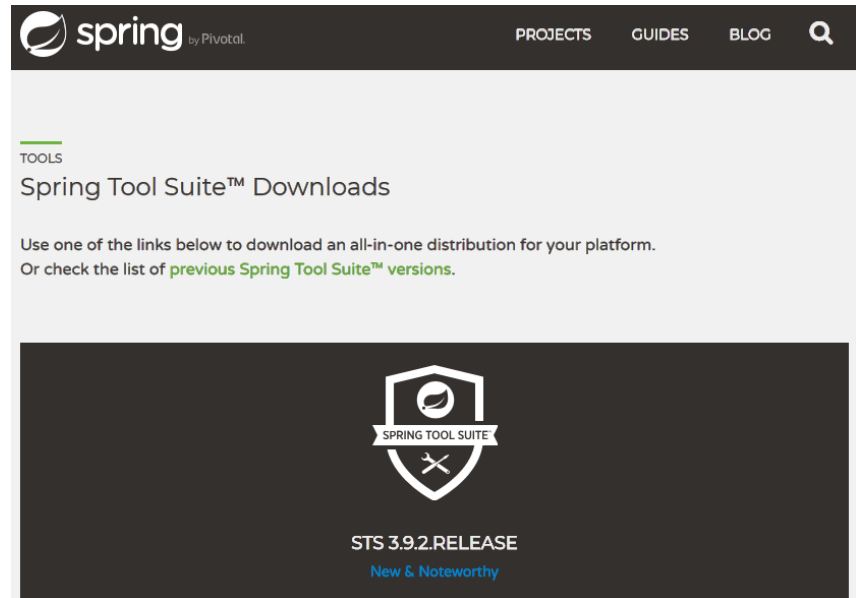 spring by Pivotal.
PROJECTS GUIDES BLOG
TOOLS
Spring Tool Suite™ Downloads
Use one of the links below to download an all-in-one distribution for your platform.
Or check the list of previous Spring Tool Suite™ versions.
SPRING TOOL SUITE™
STS 3.9.2.RELEASE
New & Noteworthy